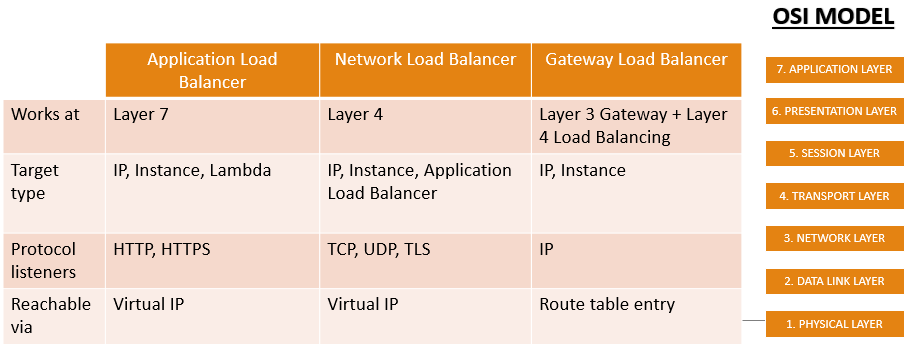 OSI MODEL
Application Load
Balancer
Network Load Balancer
Gateway Load Balancer
Works at
Layer 7
Layer 4
Layer 3 Gateway + Layer
4 Load Balancing
Target
type
IP, Instance, Lambda
IP, Instance, Application
Load Balancer
IP, Instance
Protocol
listeners
HTTP, HTTPS
TCP, UDP, TLS
IP
Reachable
via
Virtual IP
Virtual IP
Route table entry
7. APPLICATION LAYER
6. PRESENTATION LAYER
5. SESSION LAYER
4. TRANSPORT LAYER
3. NETWORK LAYER
2. DATA LINK LAYER
1. PHYSICAL LAYER